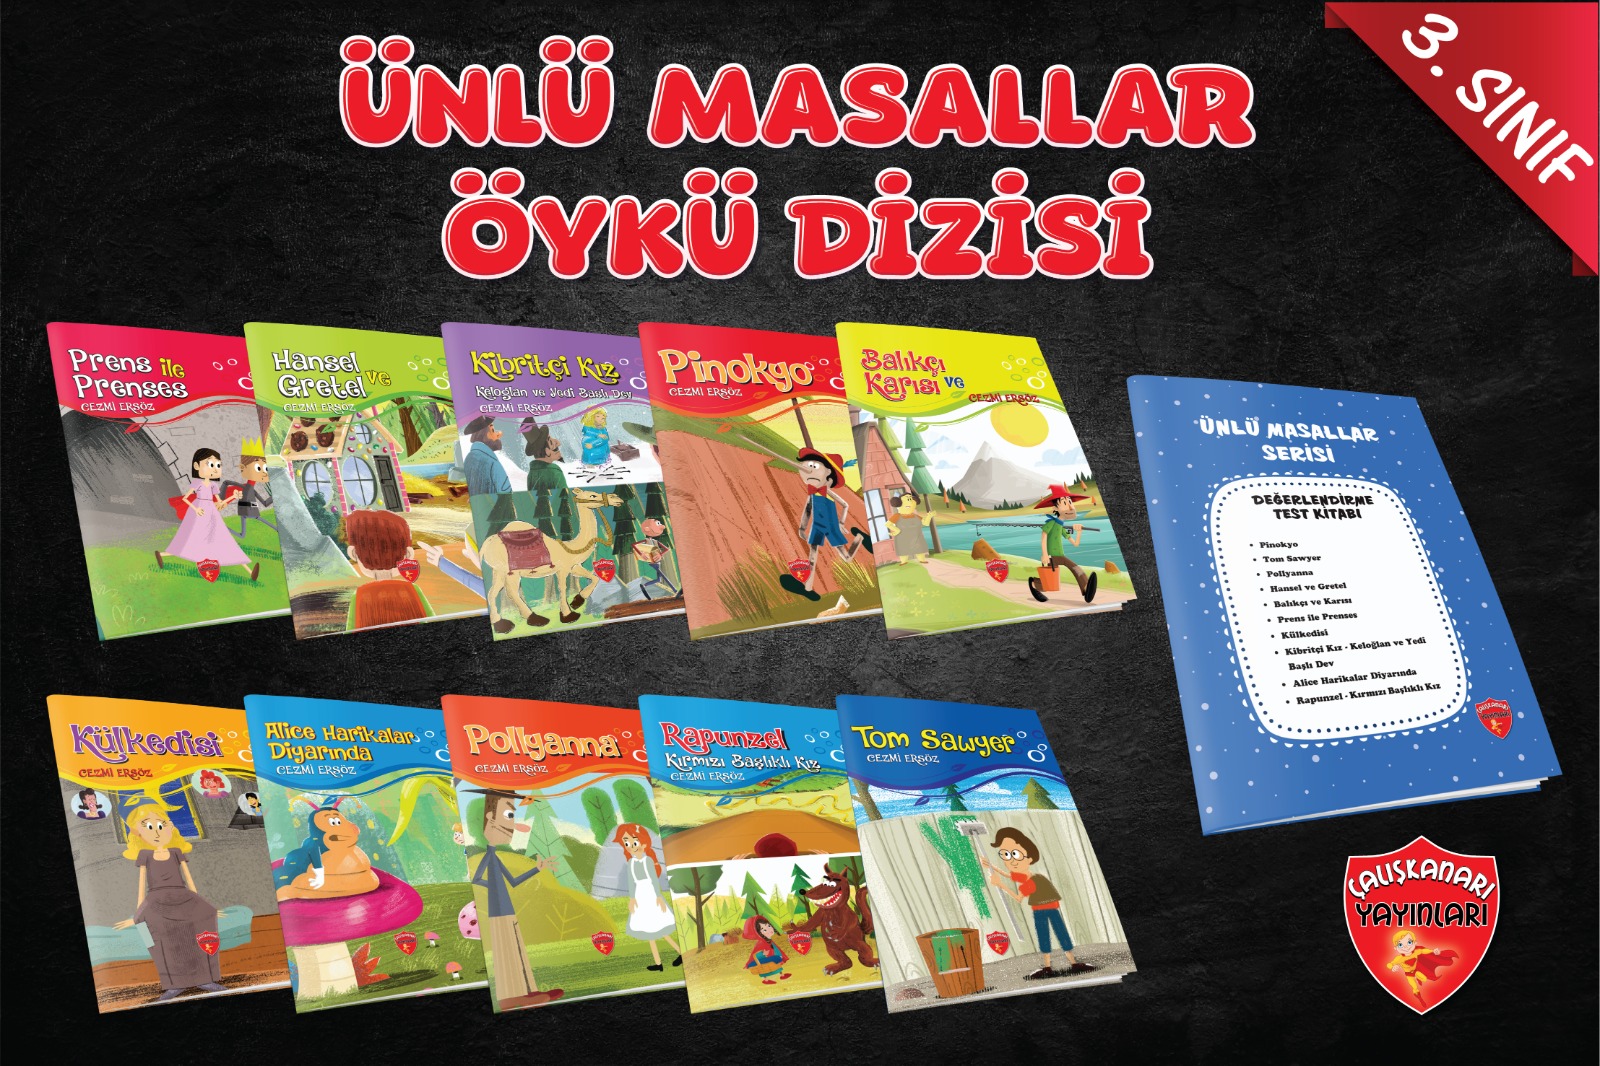 3. SINIF
ÜNLÜ MASALLAR
ÖYKÜ DİZİSİ
Prens ile
Prenses
CEZMİ ERSÖZ
Hansel
ve
Gretel
CEZMİ ERSÖZ
Kibritçi Kız
Keloğlan ve Yedi Başlı Dev
CEZMİ ERSÖZ
Pinokyo
CEZMİ ERSÖZ
Balıkçı
ve
Karısı
CEZMİ ERSÖZ
ÜNLÜ MASALLAR
SERİSİ
DEĞERLENDİRME
TEST KİTABI
• Pinokyo
• Tom Sawyer
• Pollyanna
• Hansel ve Gretel
• Balıkçı ve Karısı
• Prens ile Prenses
• Külkedisi
• Kibritçi Kız - Keloğlan ve Yedi
Başlı Dev
• Alice Harikalar Diyarında
• Rapunzel - Kırmızı Başlıklı Kız
ÇALIŞKANARI
YAYINLARI
Külkedisi
CEZMİ ERSÖZ
Alice Harikalar
Diyarında
CEZMİ ERSÖZ
Pollyanna
CEZMİ ERSÖZ
Rapunzel
Kırmızı Başlıklı Kız
CEZMİ ERSÖZ
Tom Sawyer
CEZMİ ERSÖZ
ÇALIŞKANARI
YAYINLARI